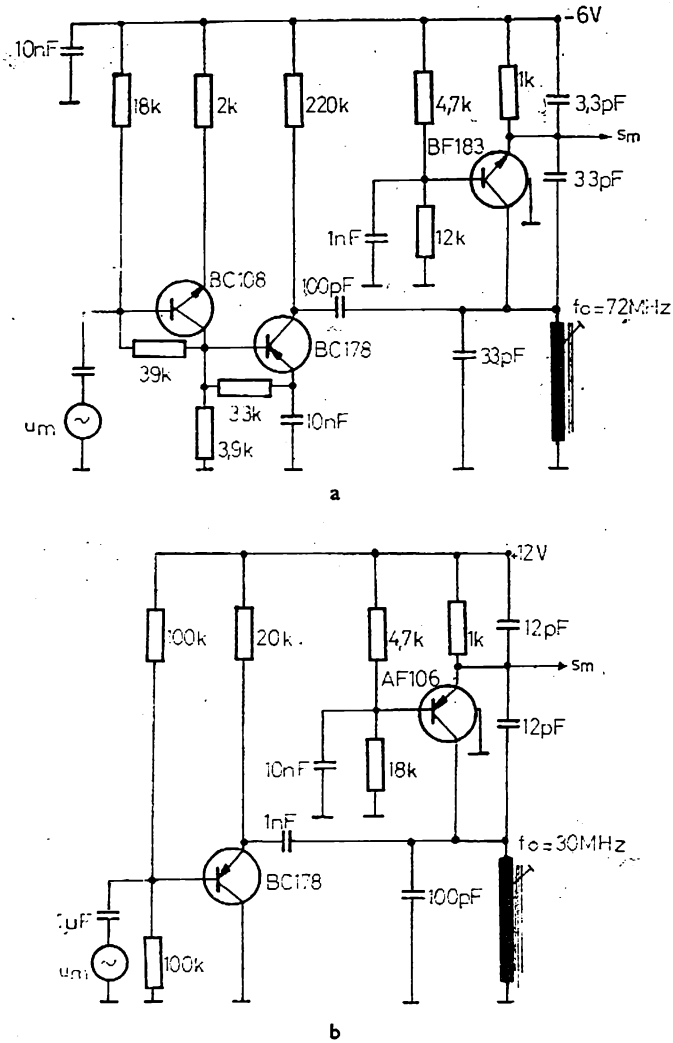 -6V
10nF
18k
2k
220k
4,7k
1k
3,3pF
sm
BF183
33pF
1nF
12k
BC108
100pF
fo=72MHz
BC178
33pF
39k
33k
10nF
um
3,9k
a
+12V
100k
20k
4,7k
1k
12pF
sm
AF106
12pF
10nF
18k
1nF
fo=30MHz
BC178
100pF
1µF
um
100k
b